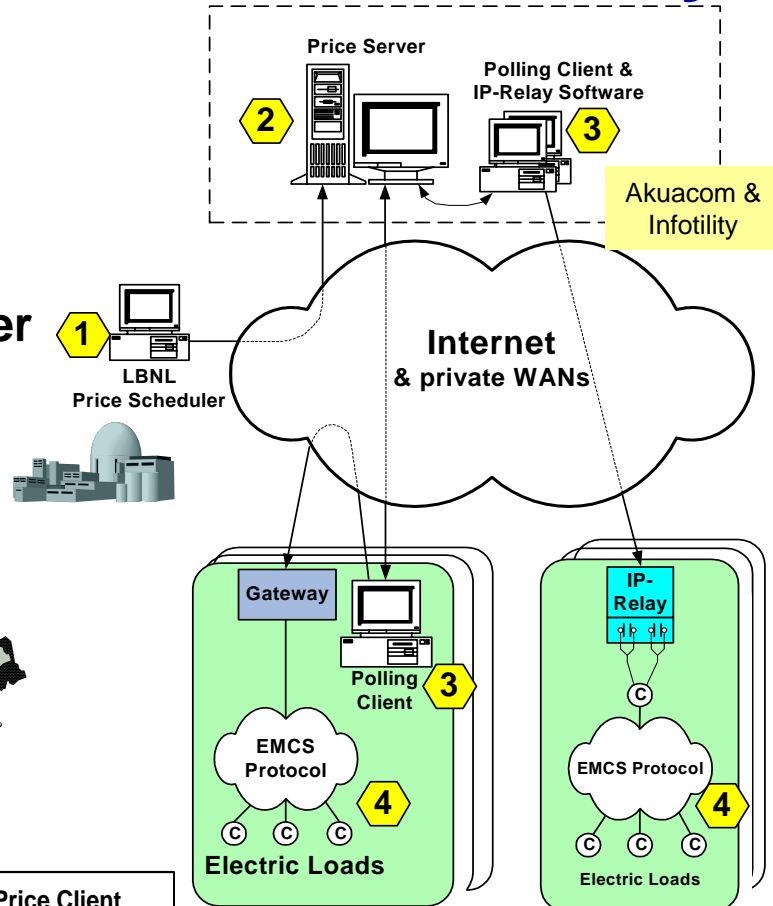 Price Server
Polling Client &
IP-Relay Software
2
3
Akuacom &
Infotility
er
1
LBNL
Price Scheduler
Internet
& private WANs
Gateway
Polling
Client
3
EMCS
Protocol
4
C C C
Electric Loads
IP-
Relay
C
EMCS Protocol
4
C C C
Electric Loads
Price Client